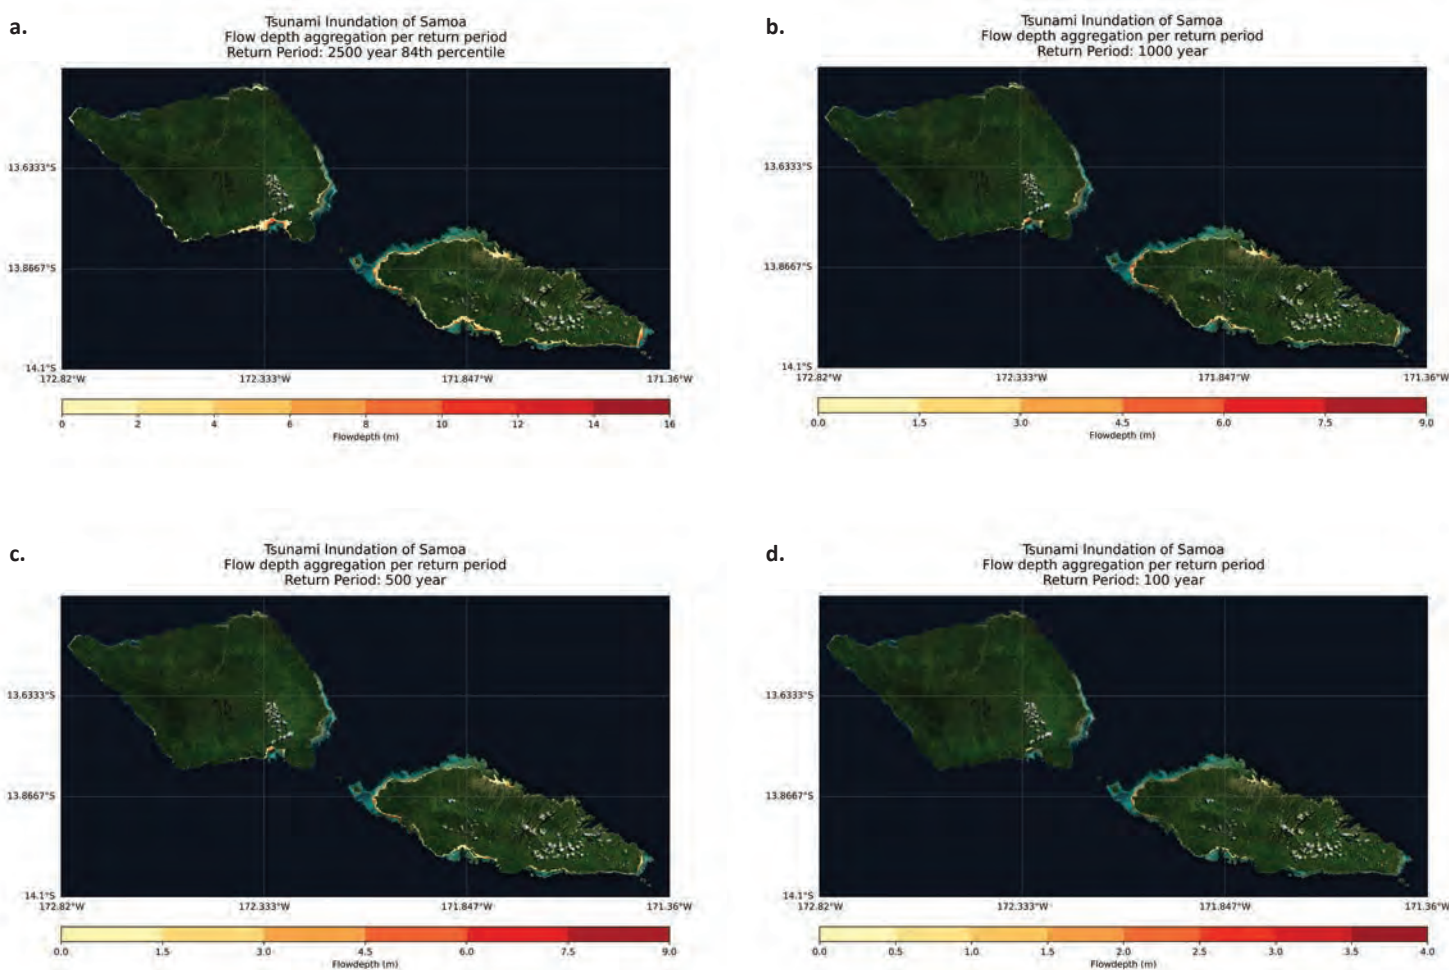 a.
Tsunami Inundation of Samoa
Flow depth aggregation per return period
Return Period: 2500 year 84th percentile
13.6333°S
13.8667°S
14.1°S
172.82°W 172.333°W 171.847°W 171.36°W
0 2 4 6 8 10 12 14 16
Flowdepth (m)
b.
Tsunami Inundation of Samoa
Flow depth aggregation per return period
Return Period: 1000 year
13.6333°S
13.8667°S
14.1°S
172.82°W 172.333°W 171.847°W 171.36°W
0.0 1.5 3.0 4.5 6.0 7.5 9.0
Flowdepth (m)
c.
Tsunami Inundation of Samoa
Flow depth aggregation per return period
Return Period: 500 year
13.6333°S
13.8667°S
14.1°S
172.82°W 172.333°W 171.847°W 171.36°W
0.0 1.5 3.0 4.5 6.0 7.5 9.0
Flowdepth (m)
d.
Tsunami Inundation of Samoa
Flow depth aggregation per return period
Return Period: 100 year
13.6333°S
13.8667°S
14.1°S
172.82°W 172.333°W 171.847°W 171.36°W
0.0 0.5 1.0 1.5 2.0 2.5 3.0 3.5 4.0
Flowdepth (m)